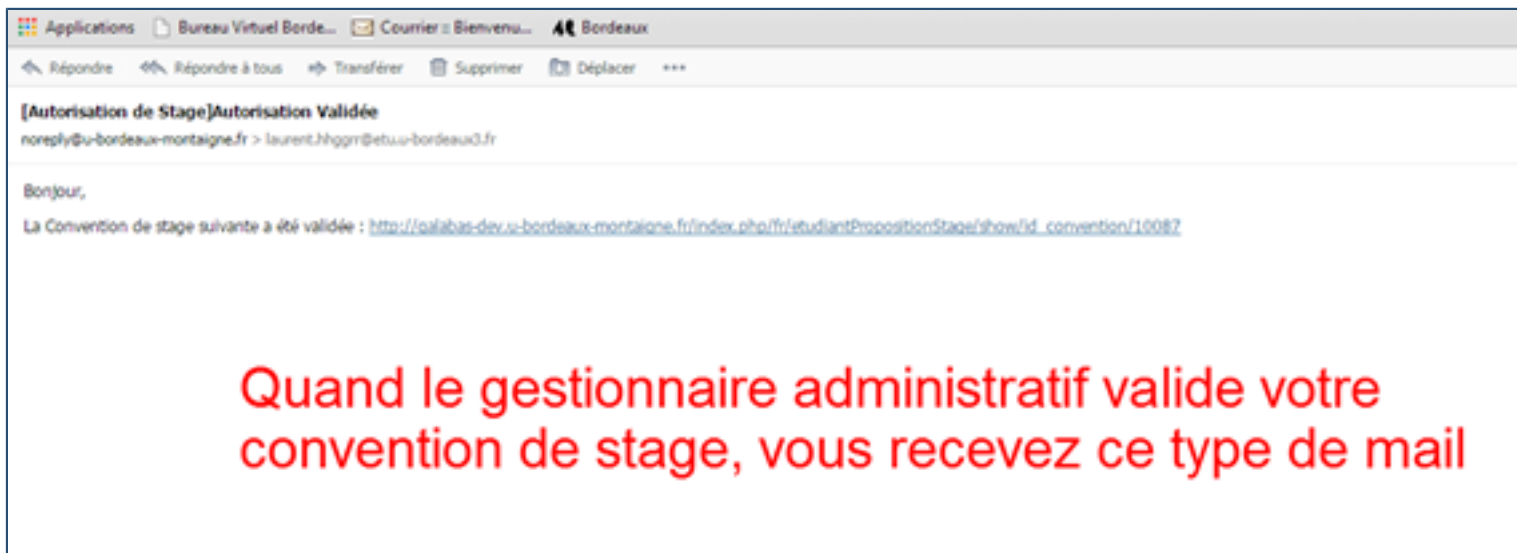 Applications Bureau Virtuel Borde... Courrier :: Bienvenu... Bordeaux
Répondre Répondre à tous Transférer Supprimer Déplacer ...
[Autorisation de Stage]Autorisation Validée
noreply@u-bordeaux-montaigne.fr > laurent.hhggrr@etu.u-bordeaux3.fr
Bonjour,
La Convention de stage suivante a été validée : http://galabas-dev.u-bordeaux-montaigne.fr/index.php/fr/etudiantPropositionStage/show/id_convention/10087
Quand le gestionnaire administratif valide votre
convention de stage, vous recevez ce type de mail